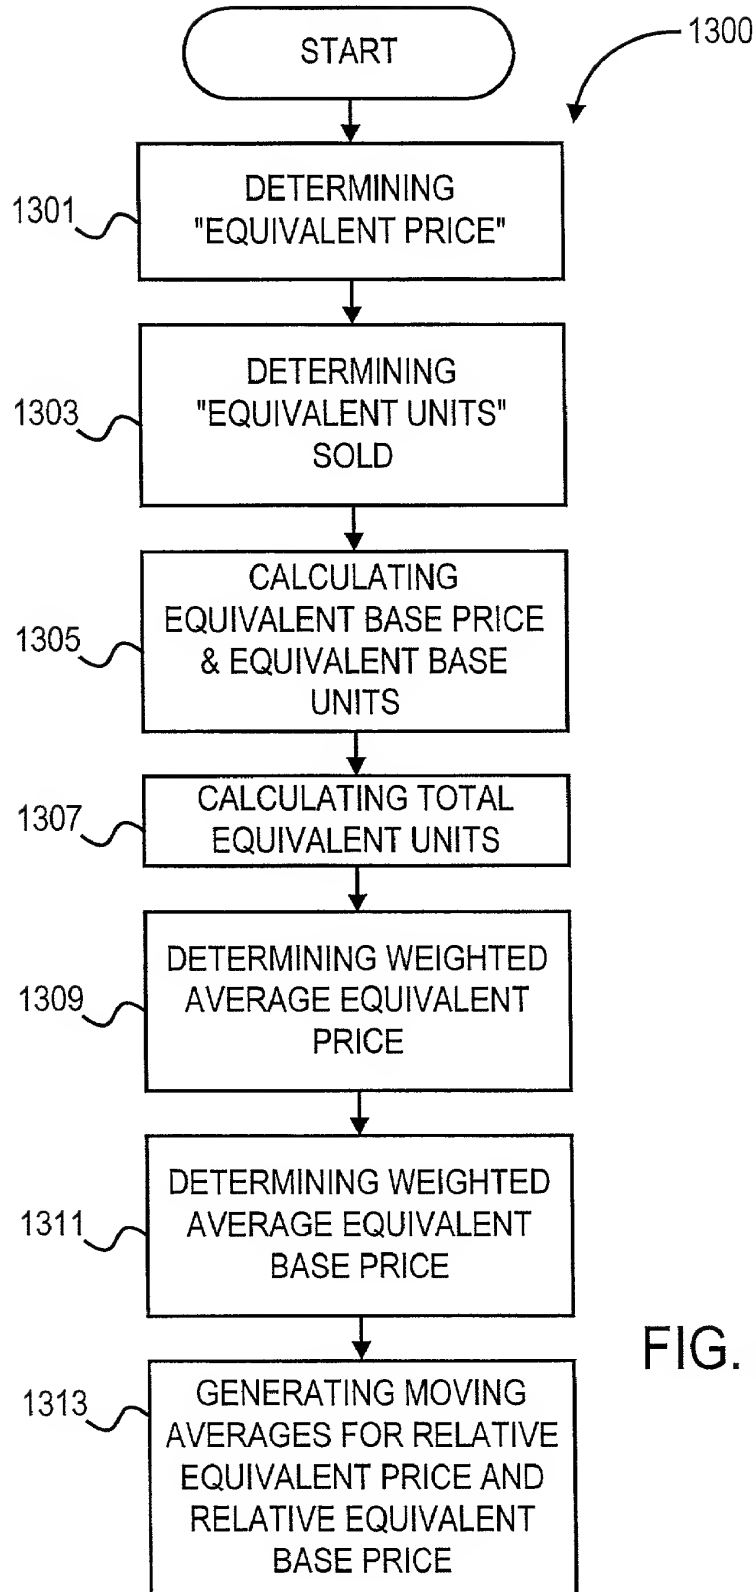 START
1300
1301
DETERMINING
"EQUIVALENT PRICE"
1303
DETERMINING
"EQUIVALENT UNITS"
SOLD
1305
CALCULATING
EQUIVALENT BASE PRICE
& EQUIVALENT BASE
UNITS
1307
CALCULATING TOTAL
EQUIVALENT UNITS
1309
DETERMINING WEIGHTED
AVERAGE EQUIVALENT
PRICE
1311
DETERMINING WEIGHTED
AVERAGE EQUIVALENT
BASE PRICE
FIG.
1313
GENERATING MOVING
AVERAGES FOR RELATIVE
EQUIVALENT PRICE AND
RELATIVE EQUIVALENT
BASE PRICE